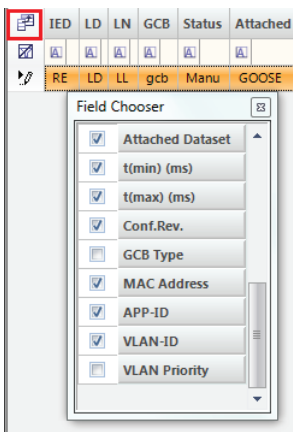 IED LD LN GCB Status Attached
A A A A A A
RE LD LL gcb Manu GOOSE
Field Chooser
Attached Dataset
t(min) (ms)
t(max) (ms)
Conf.Rev.
GCB Type
MAC Address
APP-ID
VLAN-ID
VLAN Priority